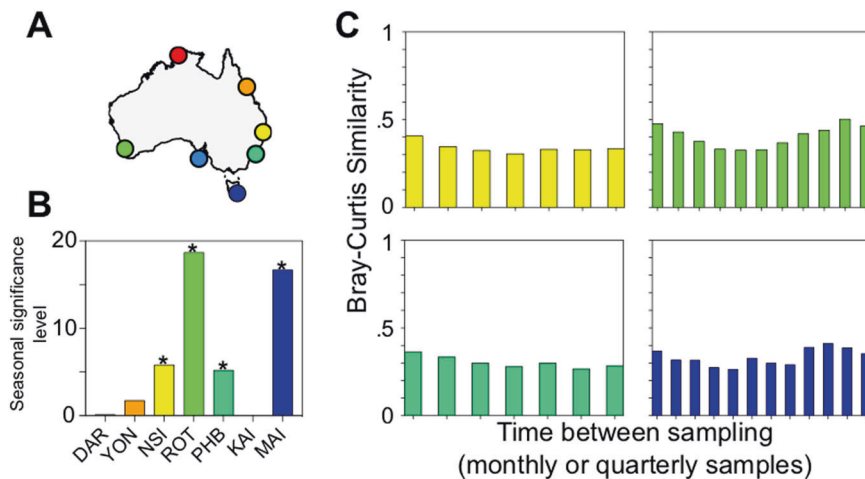 A
B
Seasonal significance
level
20
10
0
*
*
*
*
DAR
YON
NSI
ROT
PHB
KAI
MAI
C
Bray-Curtis Similarity
1
.5
0
1
.5
0
Time between sampling
(monthly or quarterly samples)